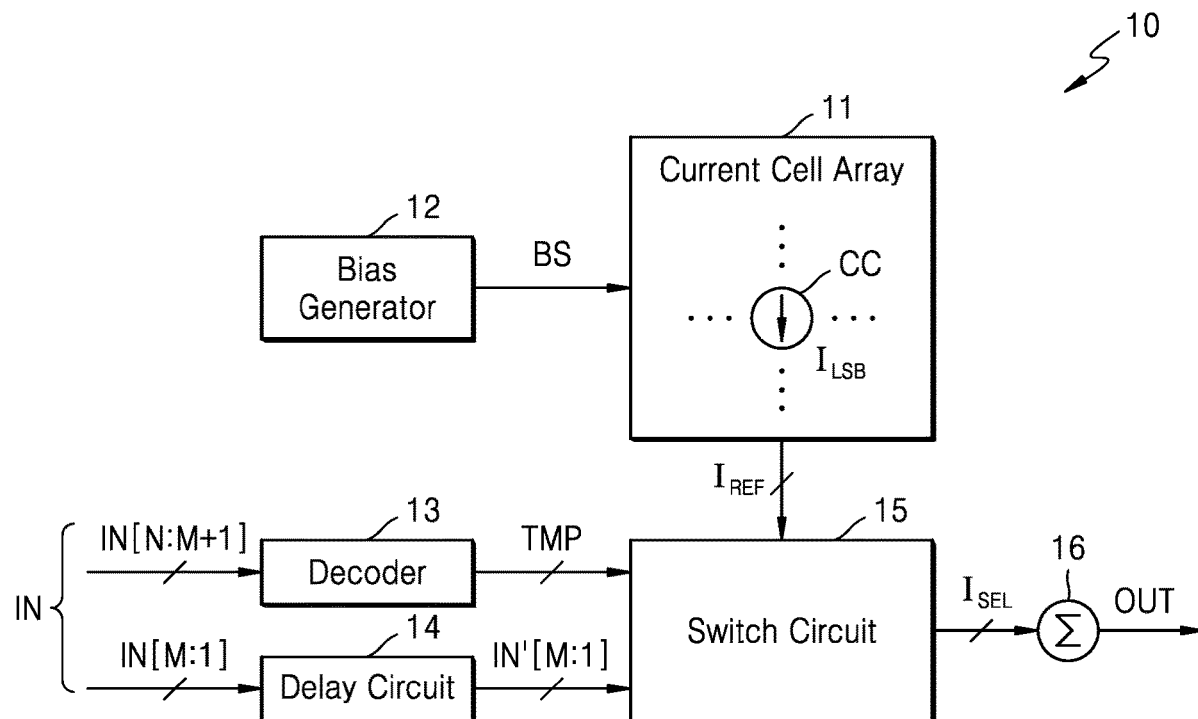 10
11
Current Cell Array
12
Bias
Generator
BS
CC
I_LSB
I_REF
13
15
IN[N:M+1]
Decoder
TMP
16
IN
14
Switch Circuit
I_SEL
Σ
OUT
IN[M:1]
Delay Circuit
IN'[M:1]